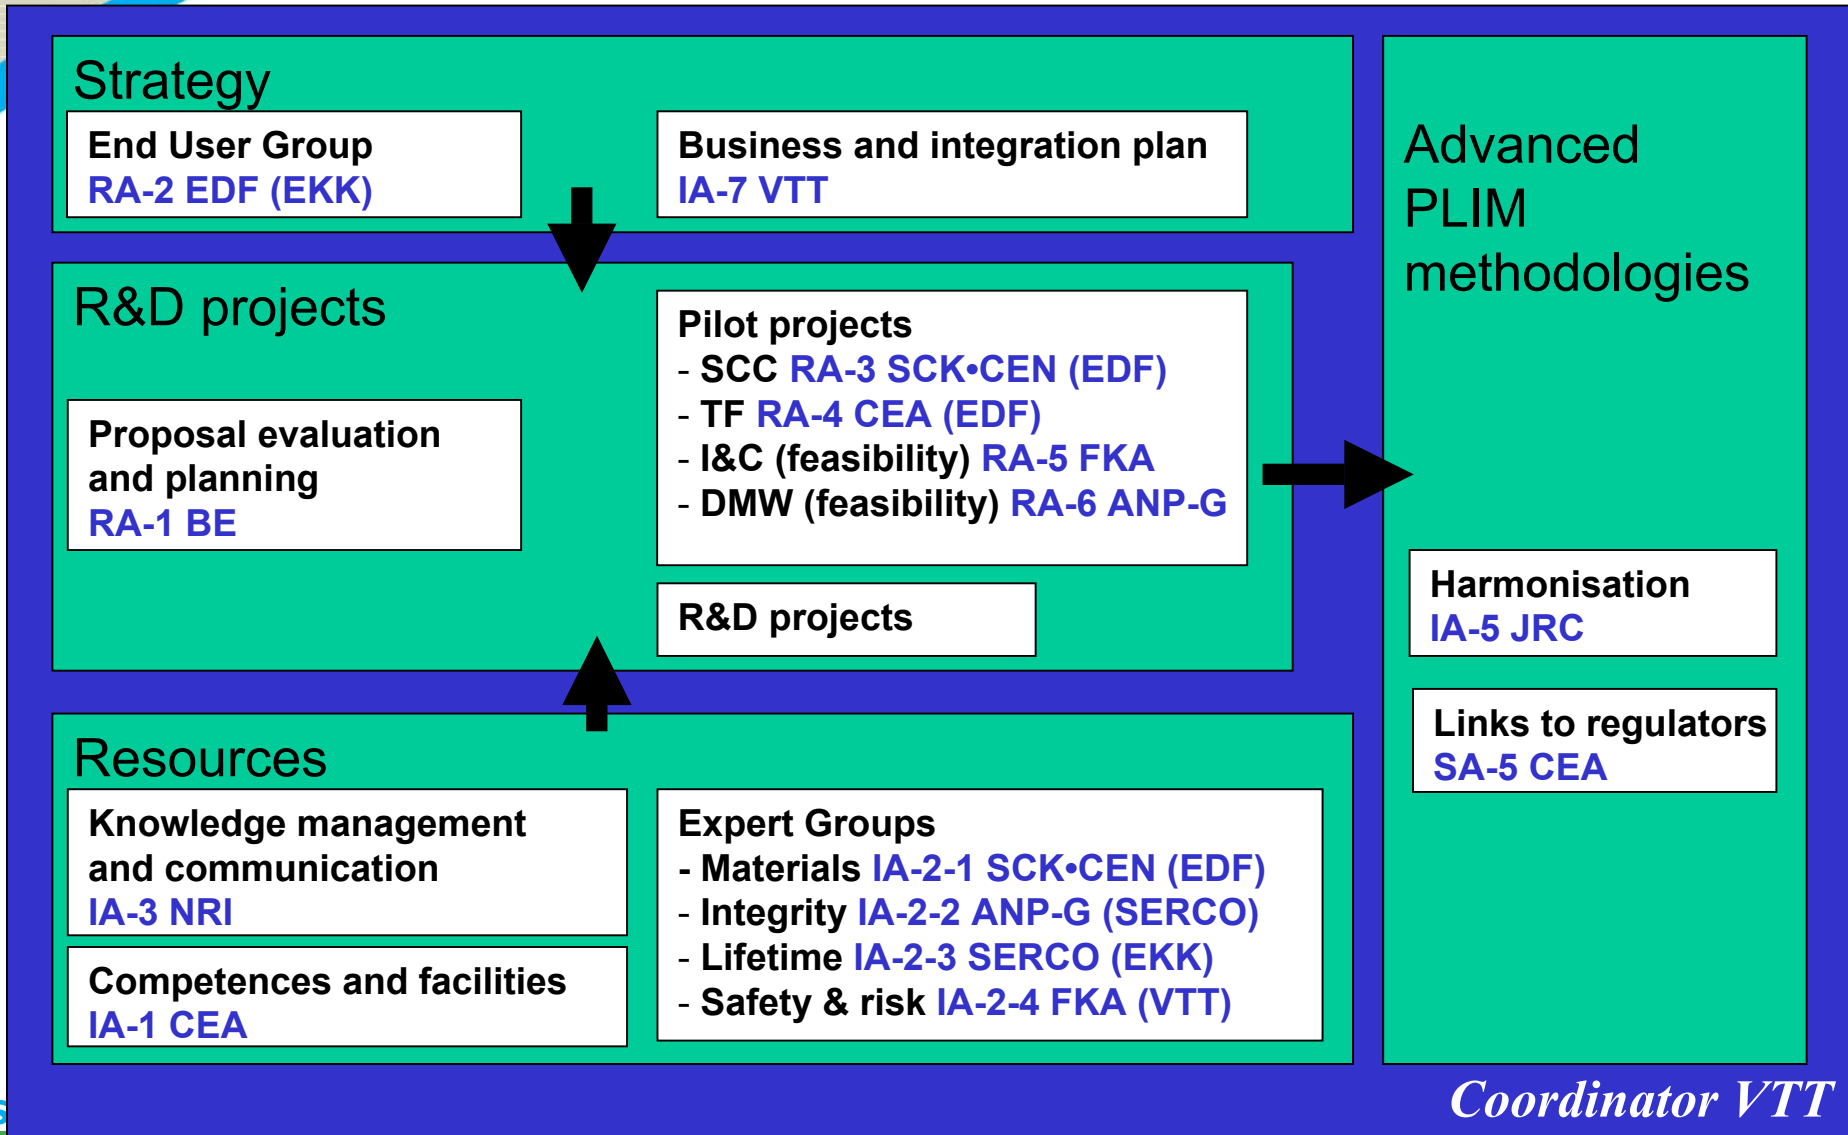 Strategy
End User Group
RA-2 EDF (EKK)
Business and integration plan
IA-7 VTT
R&D projects
Proposal evaluation
and planning
RA-1 BE
Pilot projects
- SCC RA-3 SCK•CEN (EDF)
- TF RA-4 CEA (EDF)
- I&C (feasibility) RA-5 FKA
- DMW (feasibility) RA-6 ANP-G
R&D projects
Resources
Knowledge management
and communication
IA-3 NRI
Competences and facilities
IA-1 CEA
Expert Groups
- Materials IA-2-1 SCK•CEN (EDF)
- Integrity IA-2-2 ANP-G (SERCO)
- Lifetime IA-2-3 SERCO (EKK)
- Safety & risk IA-2-4 FKA (VTT)
Advanced
PLIM
methodologies
Harmonisation
IA-5 JRC
Links to regulators
SA-5 CEA
Coordinator VTT